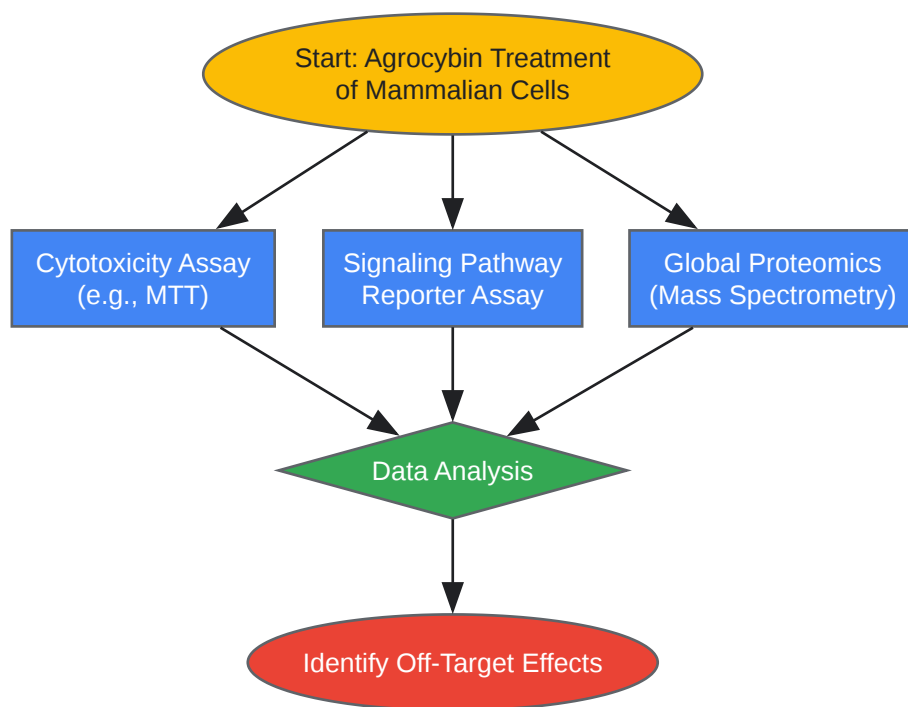 Start: Agrocybin Treatment
of Mammalian Cells
Cytotoxicity Assay
(e.g., MTT)
Signaling Pathway
Reporter Assay
Global Proteomics
(Mass Spectrometry)
Data Analysis
Identify Off-Target Effects